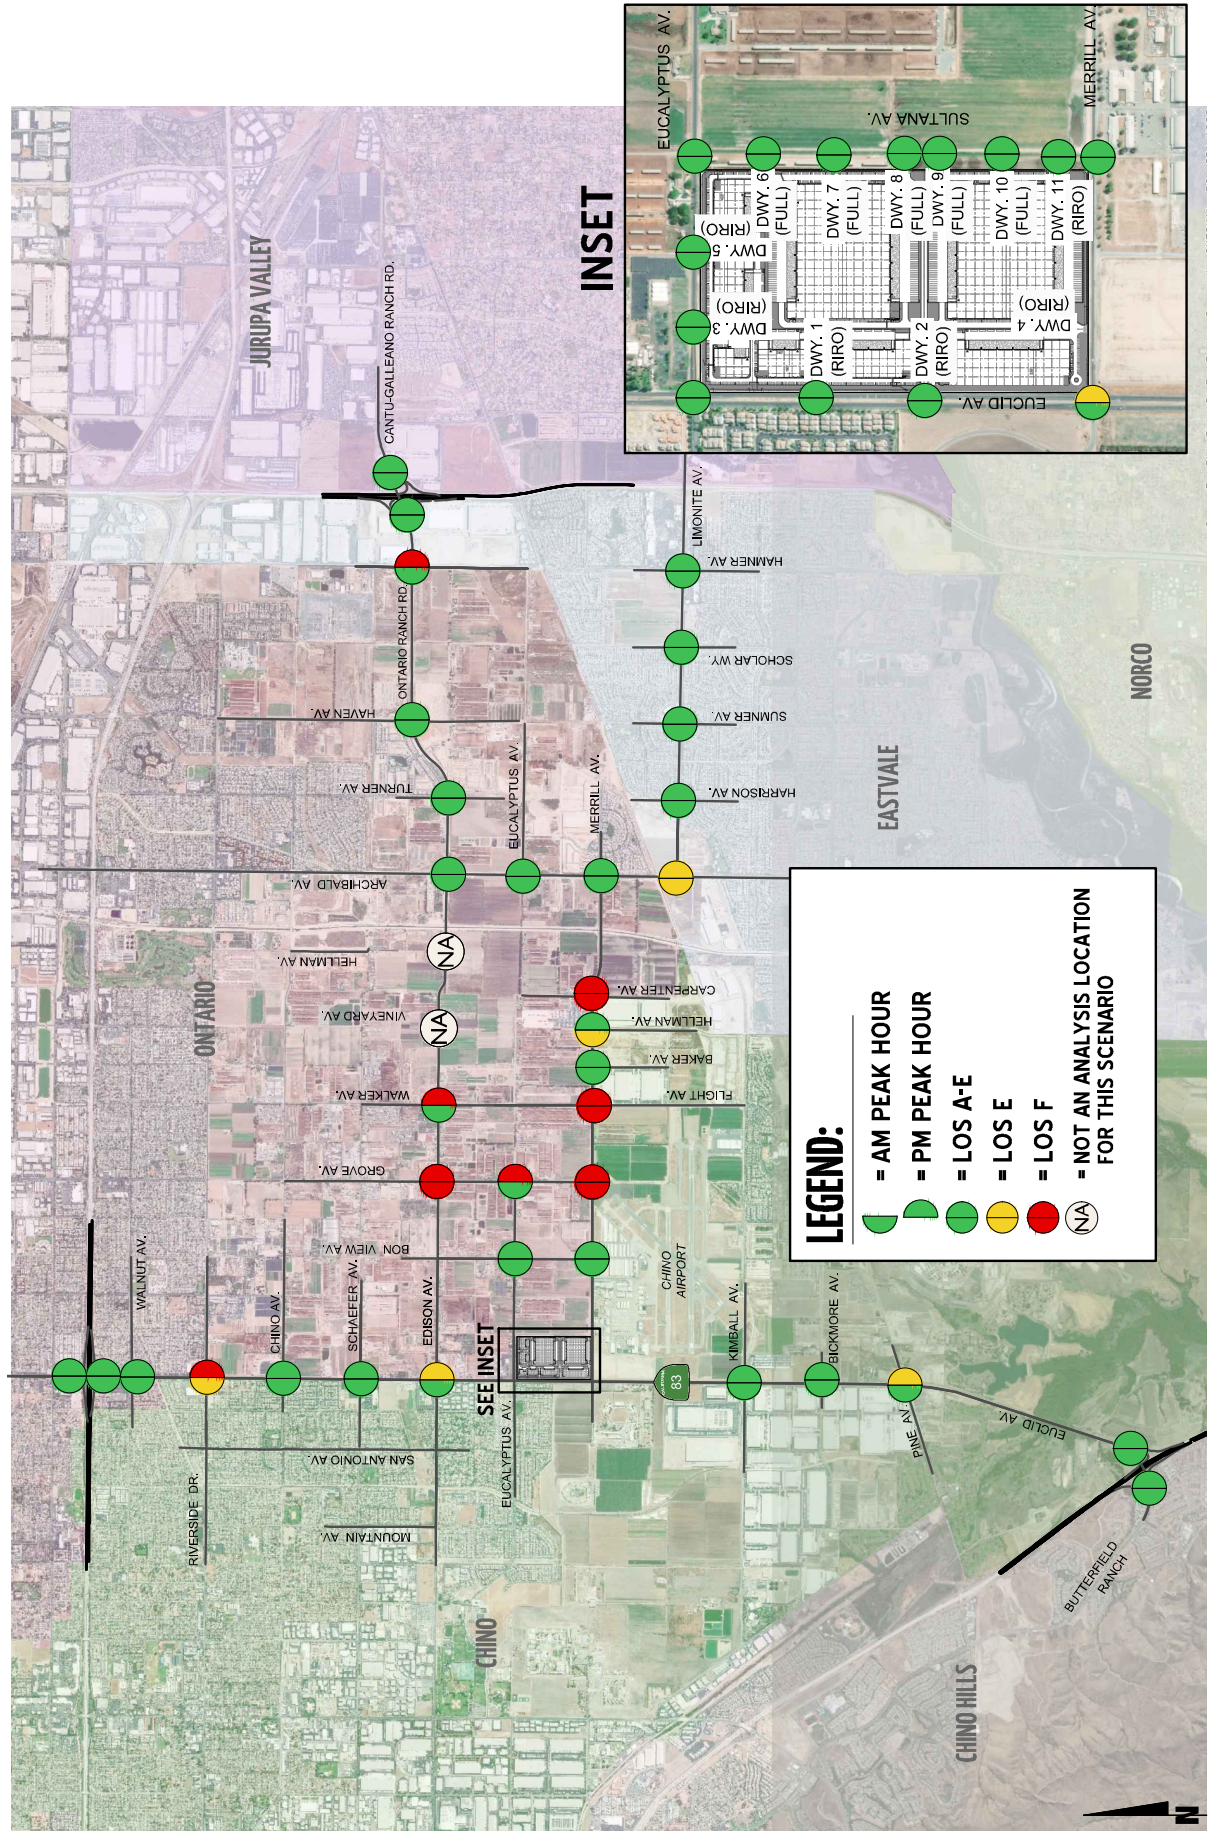 EUCALYPTUS AV.
MERRILL AV.
SULTANA AV.
DWY. 6
(FULL)
DWY. 7
(FULL)
DWY. 8
(FULL)
DWY. 9
(FULL)
DWY. 10
(FULL)
DWY. 11
(RIRO)
DWY. 5
(RIRO)
DWY. 3
(RIRO)
DWY. 4
(RIRO)
DWY. 1
(RIRO)
DWY. 2
(RIRO)
EUCLID AV.
INSET
JURUPA VALLEY
CANTU-GALLEANO RANCH RD.
LIMONITE AV.
HAMNER AV.
SCHOLAR WY.
SUMNER AV.
HARRISON AV.
NORCO
EASTVALE
ONTARIO RANCH RD.
HAVEN AV.
TURNER AV.
EUCALYPTUS AV.
MERRILL AV.
ARCHIBALD AV.
HELLMAN AV.
NA
VINEYARD AV.
NA
ONTARIO
CARPENTER AV.
HELLMAN AV.
BAKER AV.
FLIGHT AV.
WALKER AV.
GROVE AV.
BON VIEW AV.
WALNUT AV.
CHINO AV.
SCHAEFER AV.
EDISON AV.
SEE INSET
CHINO
AIRPORT
CALIFORNIA
83
KIMBALL AV.
BICKMORE AV.
PINE AV.
EUCLID AV.
EUCALYPTUS AV.
SAN ANTONIO AV.
RIVERSIDE DR.
MOUNTAIN AV.
BUTTERFIELD
RANCH
CHINO
CHINO HILLS
LEGEND:
= AM PEAK HOUR
= PM PEAK HOUR
= LOS A-E
= LOS E
= LOS F
NA = NOT AN ANALYSIS LOCATION
FOR THIS SCENARIO
N